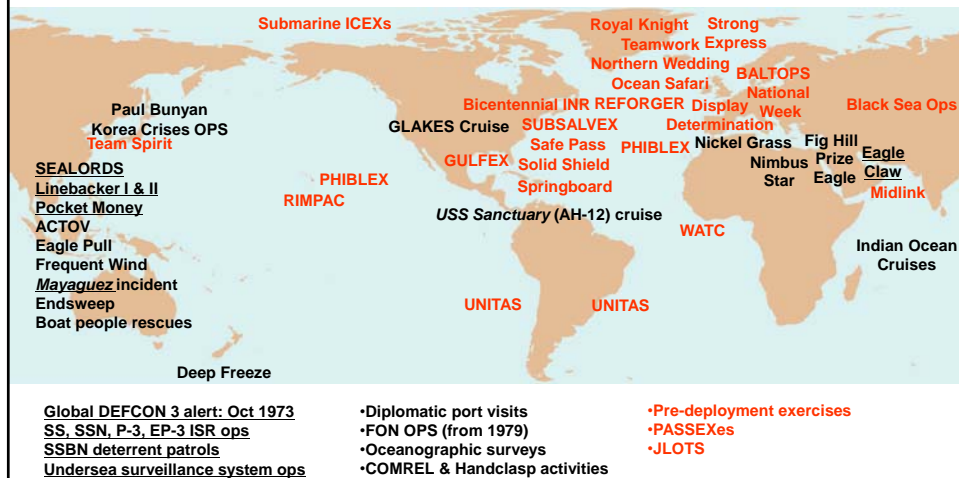 Submarine ICEXs
Royal Knight
Teamwork
Northern Wedding
Ocean Safari
Strong
Express
BALTOPS
National
Week
Black Sea Ops
Paul Bunyan
Korea Crises OPS
Team Spirit
GLAKES Cruise
Bicentennial INR
REFORGER
Display
Determination
SUBSALVEX
Safe Pass
Solid Shield
Springboard
GULFEX
PHIBLEX
Nickel Grass
Nimbus
Star
Fig Hill
Prize
Eagle
Eagle
Claw
Midlink
SEALORDS
Linebacker I & II
Pocket Money
ACTOV
Eagle Pull
Frequent Wind
Mayaguez incident
Endsweep
Boat people rescues
PHIBLEX
RIMPAC
USS Sanctuary (AH-12) cruise
WATC
Indian Ocean
Cruises
UNITAS
UNITAS
Deep Freeze
Global DEFCON 3 alert: Oct 1973
SS, SSN, P-3, EP-3 ISR ops
SSBN deterrent patrols
Undersea surveillance system ops
•Diplomatic port visits
•FON OPS (from 1979)
•Oceanographic surveys
•COMREL & Handclasp activities
•Pre-deployment exercises
•PASSEXes
•JLOTS